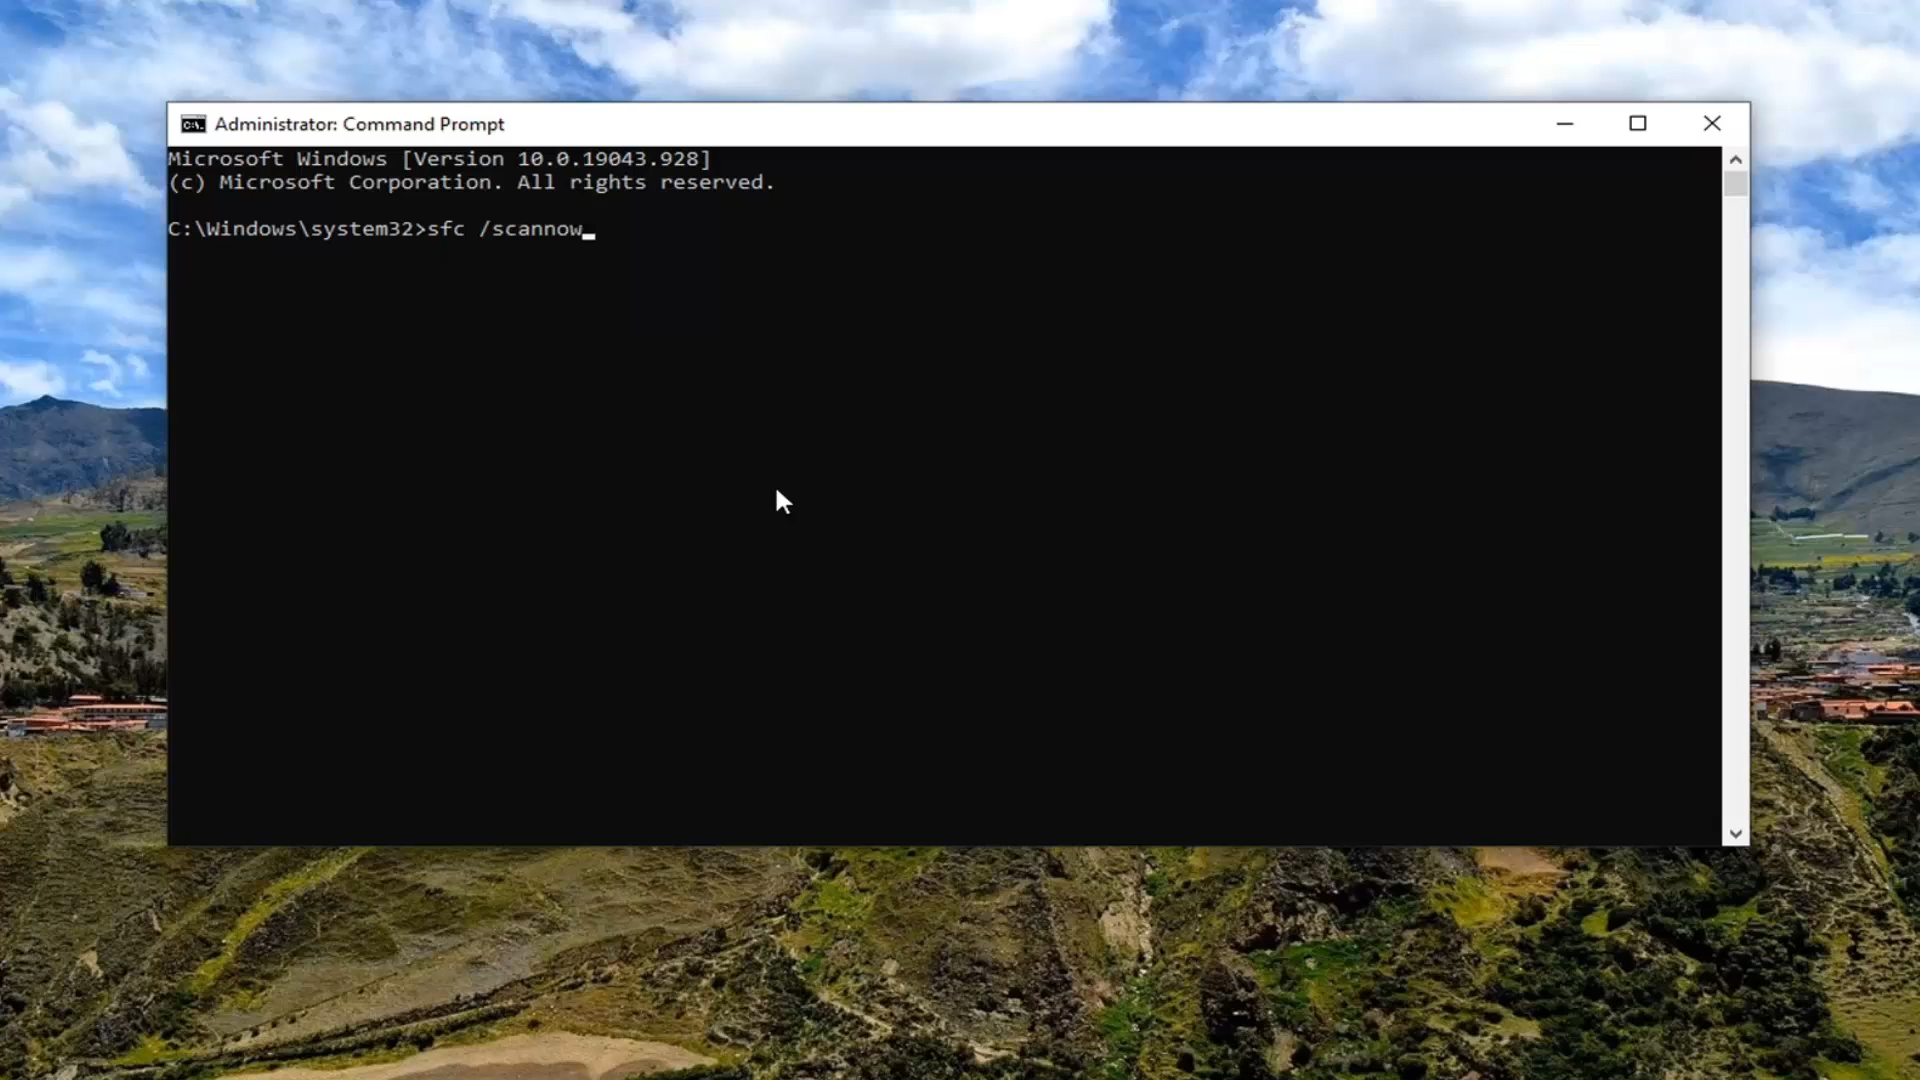 Administrator: Command Prompt
Microsoft Windows [Version 10.0.19043.928]
(c) Microsoft Corporation. All rights reserved.
C:\Windows\system32>sfc /scannow